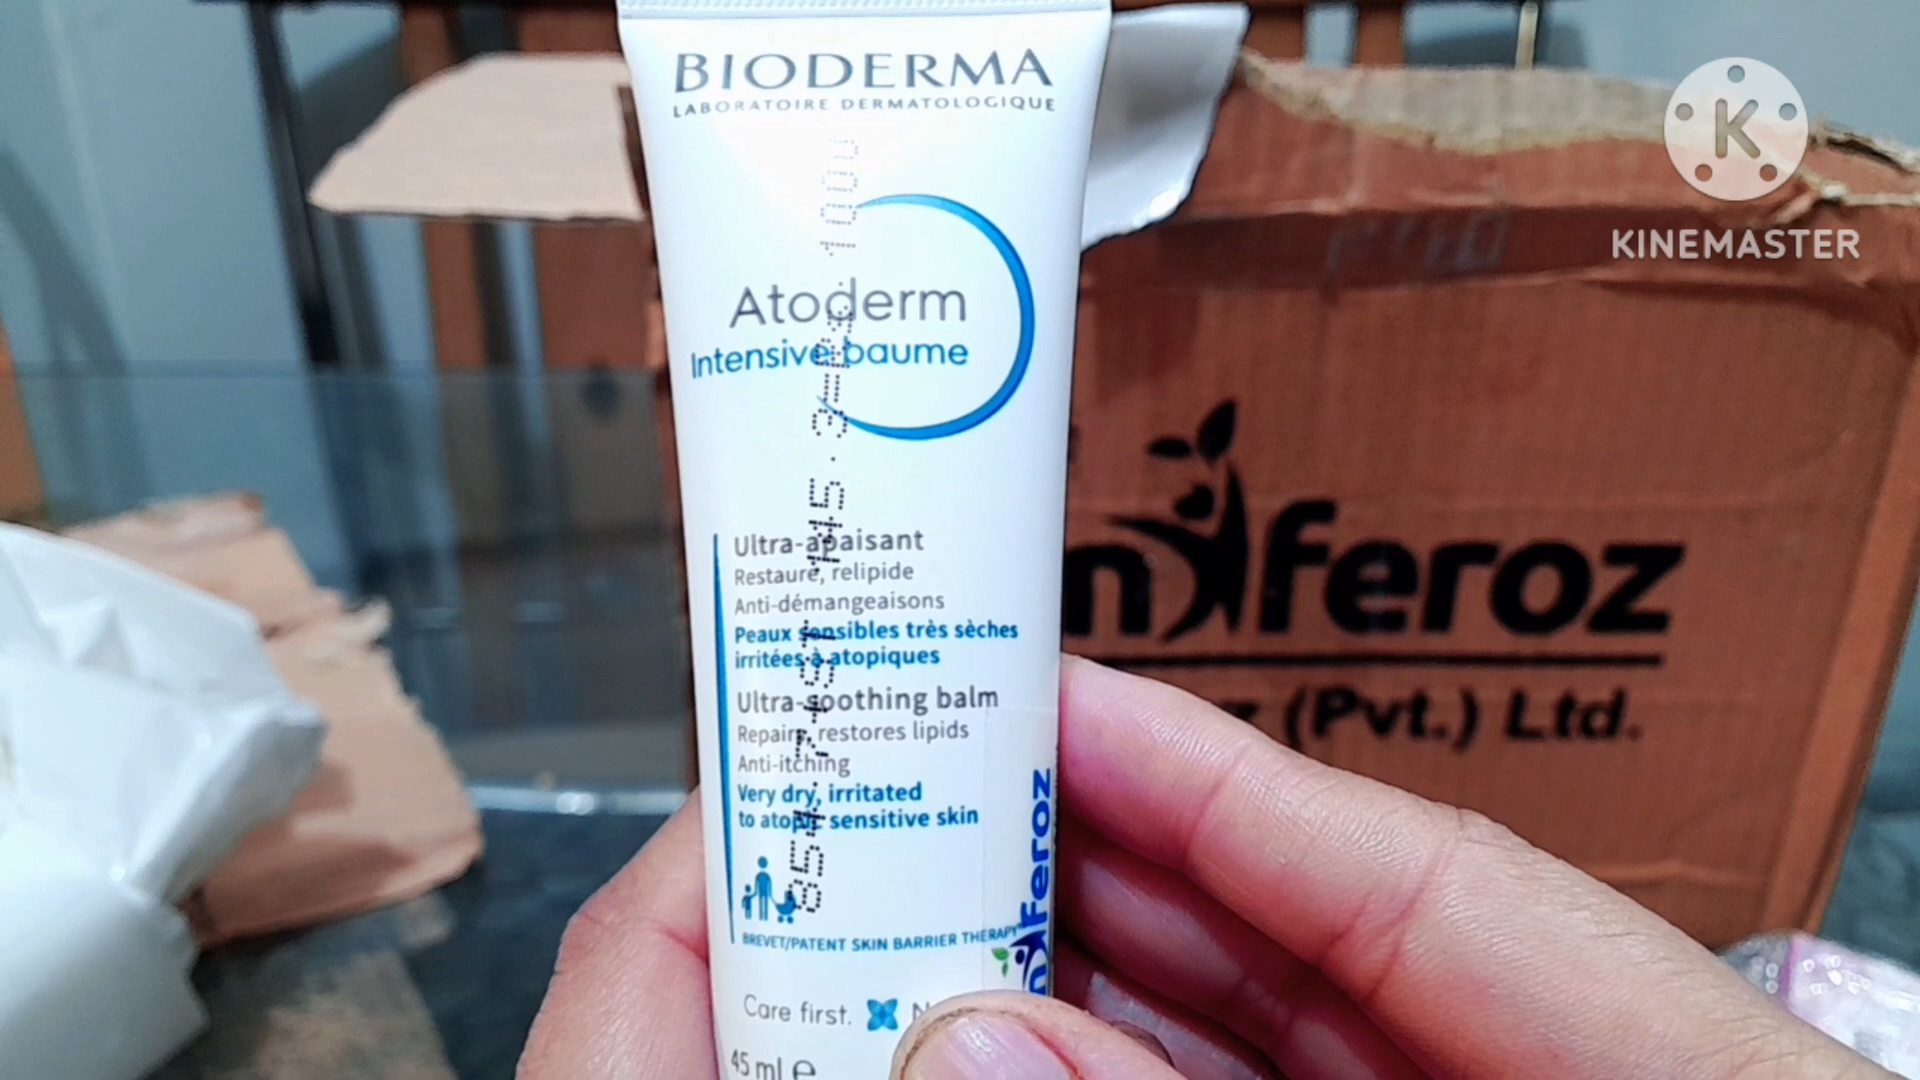 BIODERMA
LABORATOIRE DERMATOLOGIQUE
Atoderm
Intensive baume
Ultra-apaisant
Restaure, relipide
Anti-démangeaisons
Peaux sensibles très sèches
irritées à atopiques
Ultra-soothing balm
Repairs, restores lipids
Anti-itching
Very dry, irritated
to atopic sensitive skin
BREVET/PATENT SKIN BARRIER THERAPY
Care first.
45 ml e
feroz
K
KINEMASTER
feroz
(Pvt.) Ltd.